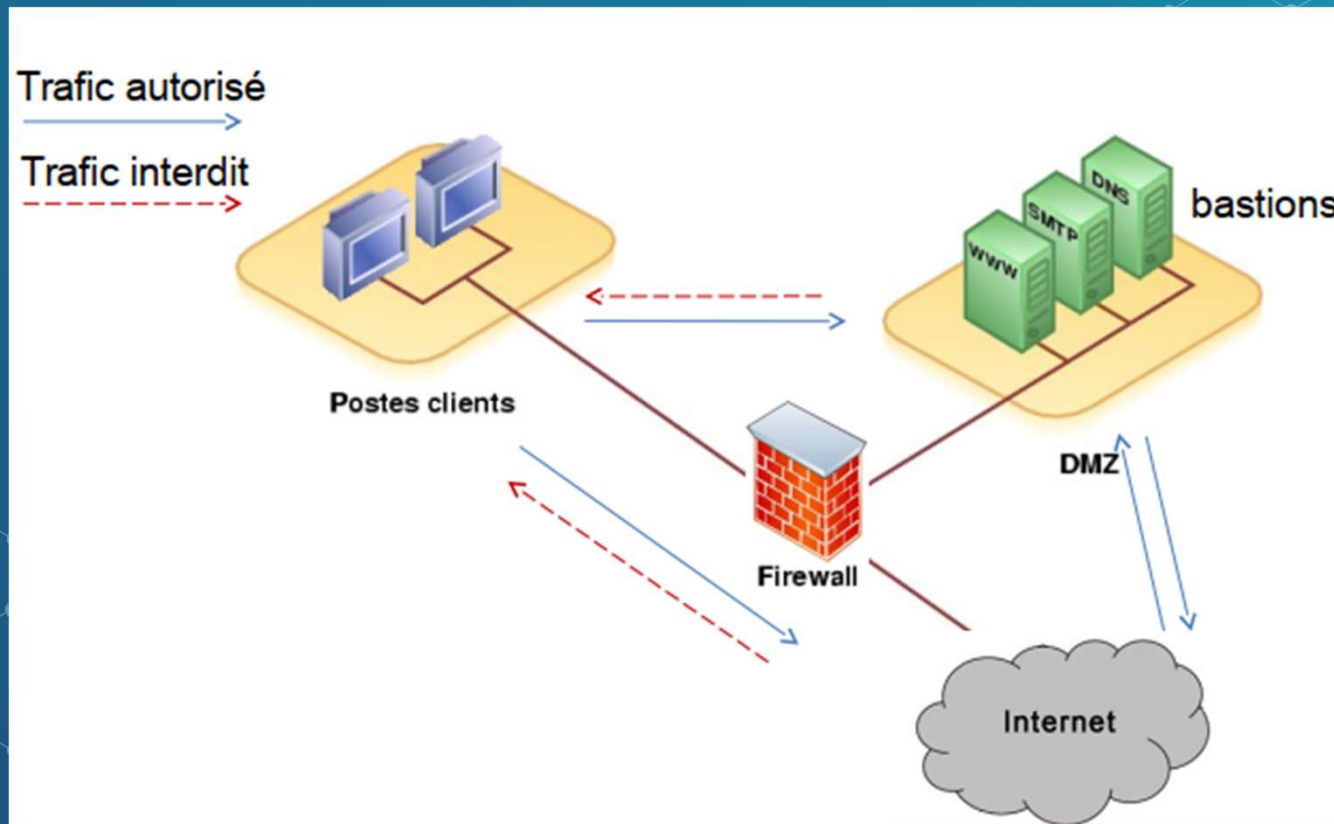 Trafic autorisé
Trafic interdit
DNS
SMTP
WWW
bastions
Postes clients
DMZ
Firewall
Internet